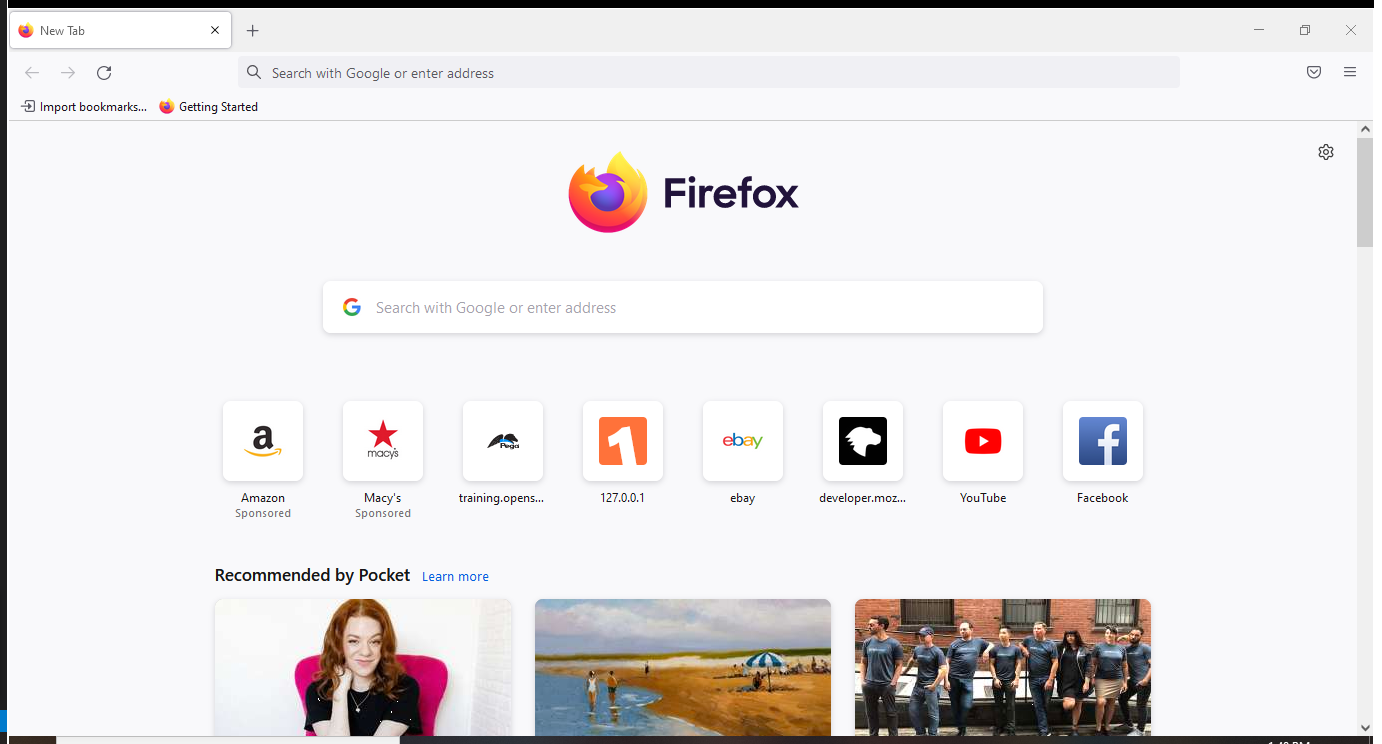 New Tab
Search with Google or enter address
Import bookmarks...
Getting Started
Firefox
Search with Google or enter address
a
macy's
Pega
1
ebay
f
Amazon
Sponsored
Macy's
Sponsored
training.opens...
127.0.0.1
ebay
developer.moz...
YouTube
Facebook
Recommended by Pocket
Learn more